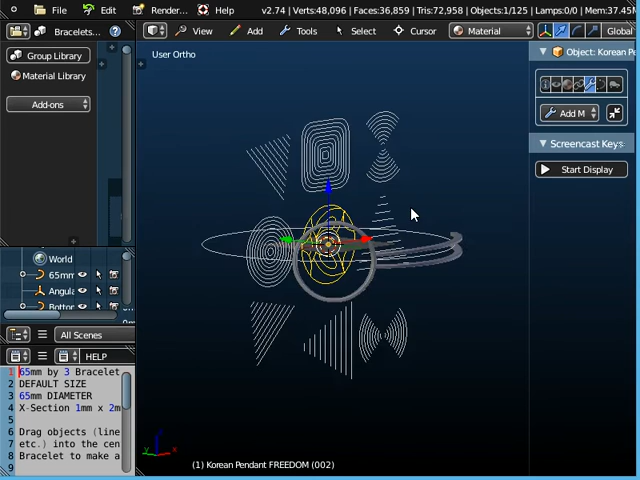 File Edit Render... Help v2.74 | Verts:48,096 | Faces:36,859 | Tris:72,958 | Objects:1/125 | Lamps:0/0 | Mem:37.45M
Bracelets... View Add Tools Select Cursor Material Global
Group Library
Material Library
Add-ons
User Ortho
Object: Korean Pe
Add M
Screencast Keys
Start Display
World
65mm
Angula
Bottor
All Scenes
HELP
1 65mm by 3 Bracelet
2 DEFAULT SIZE
3 65mm DIAMETER
4 X-Section 1mm x 2m
5
6 Drag objects (line
7 etc.) into the cen
8 Bracelet to make a
9
z
y x
(1) Korean Pendant FREEDOM (002)